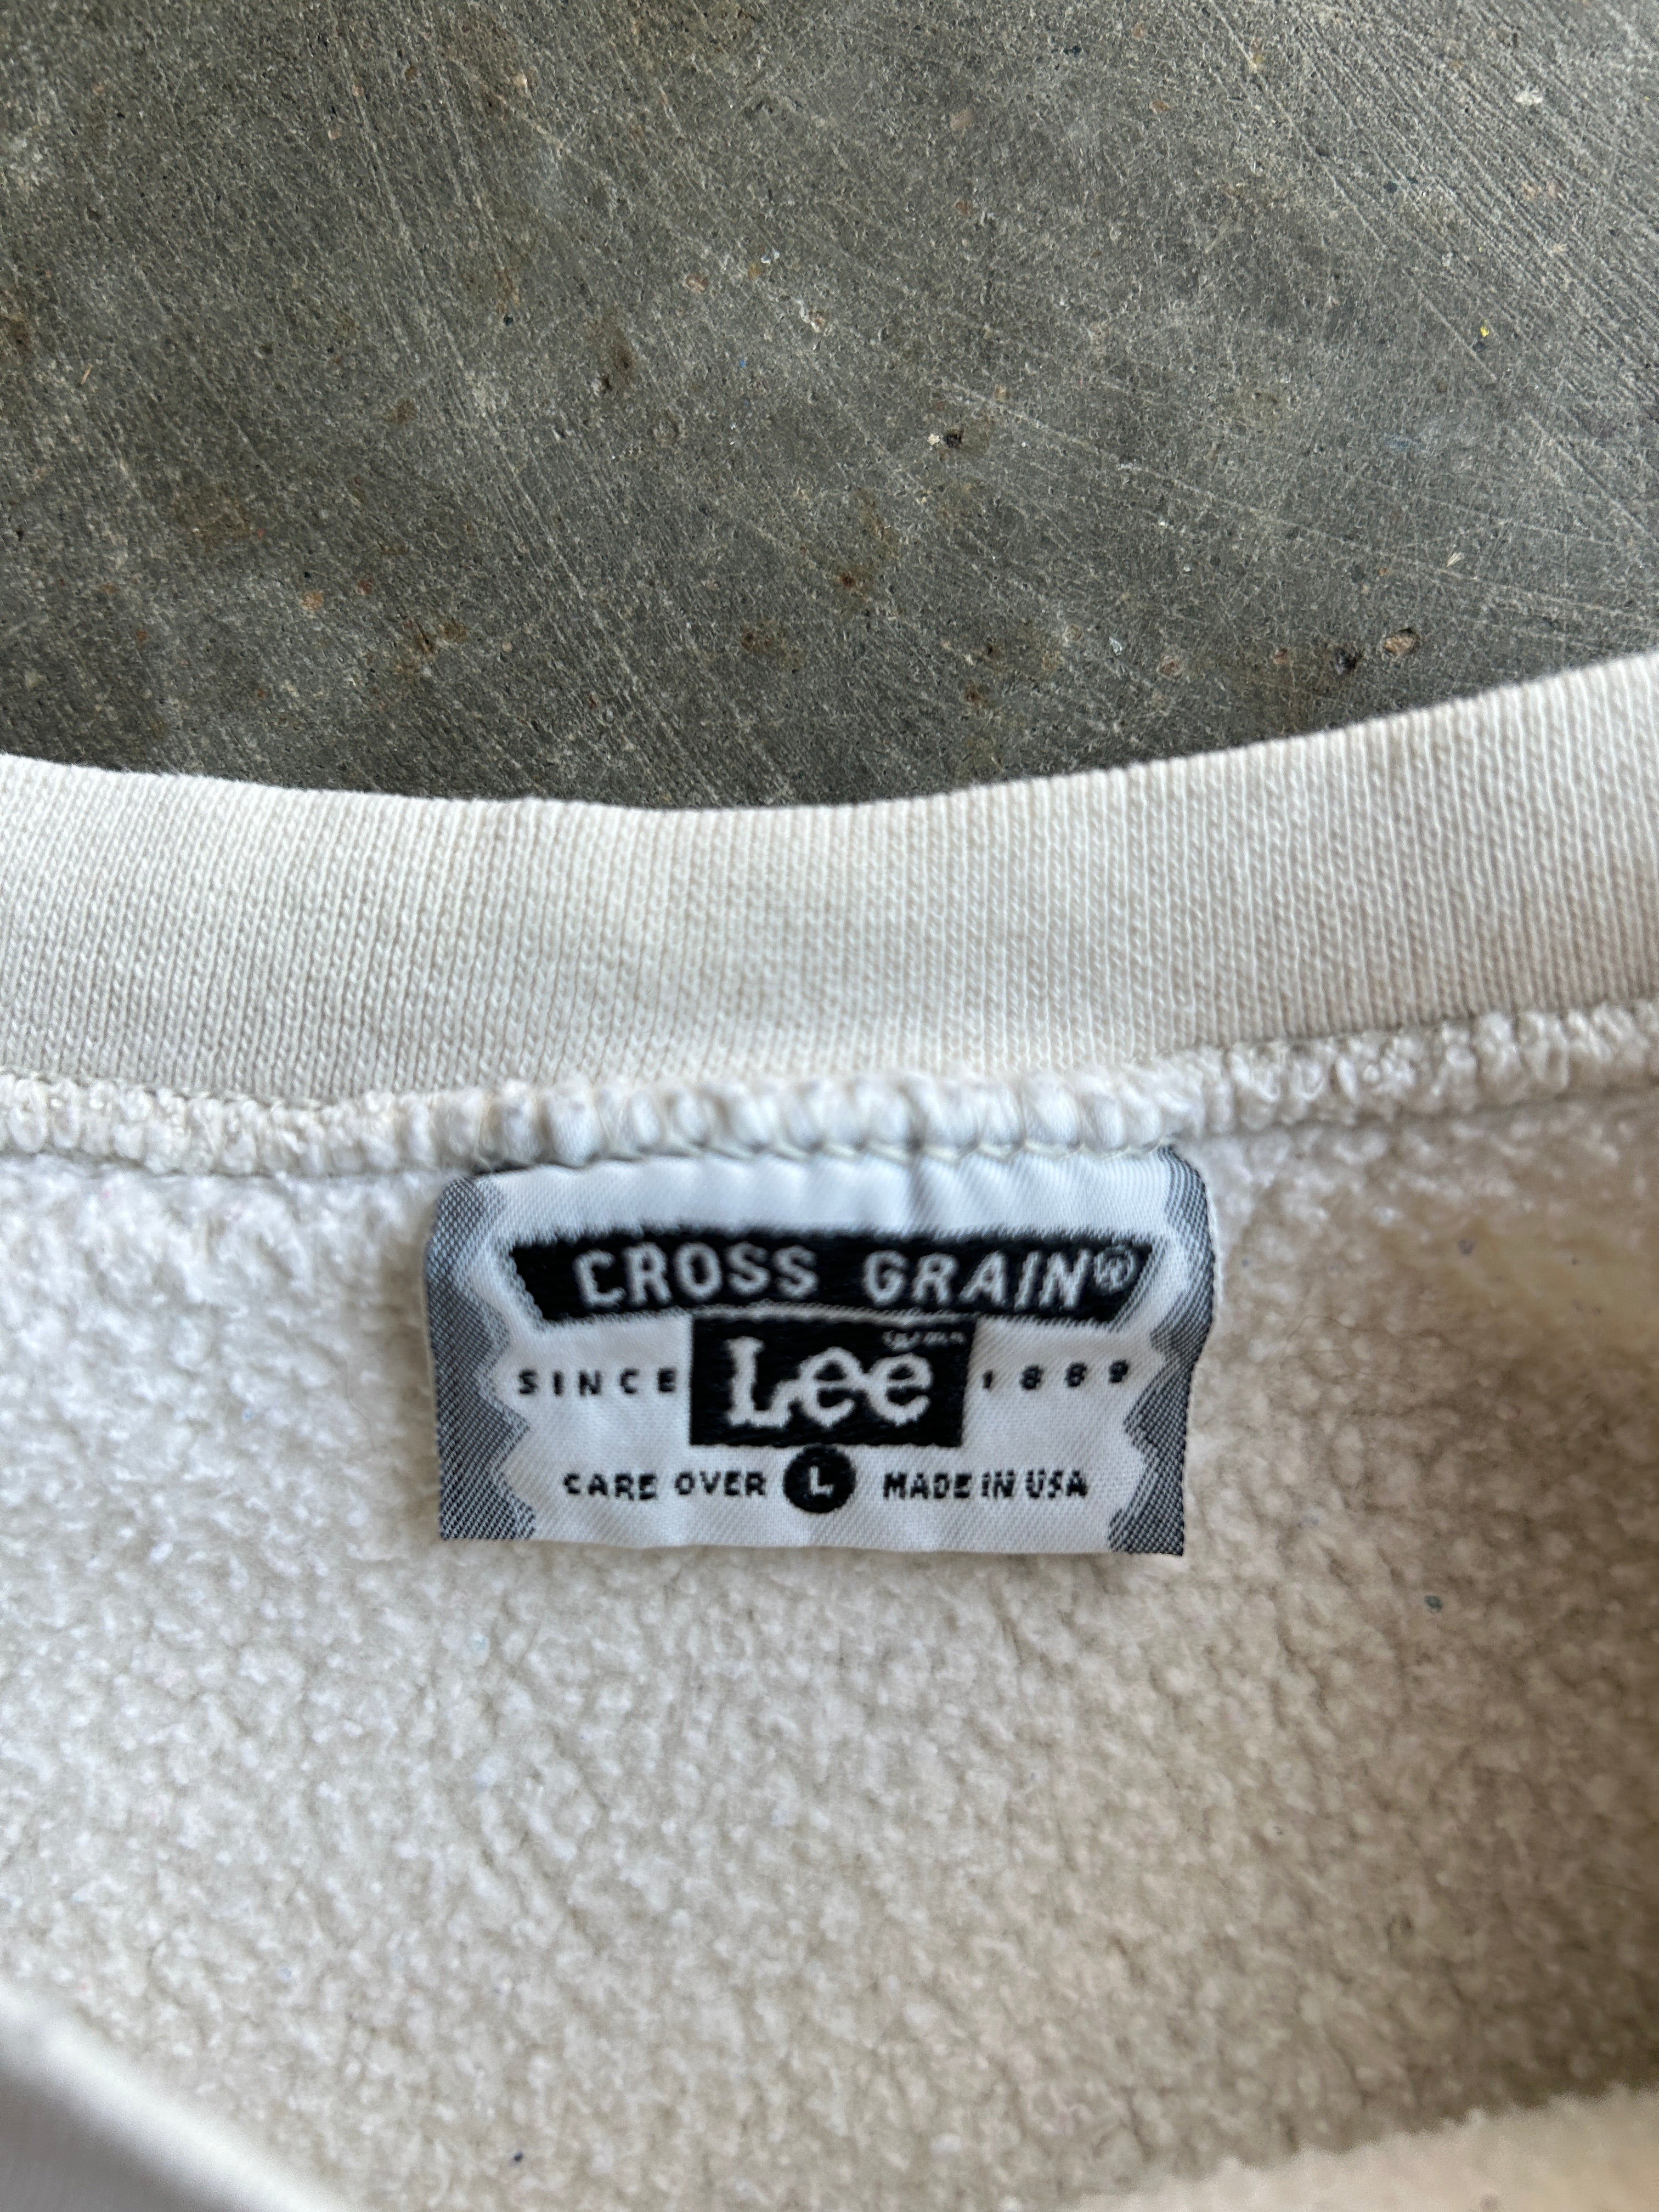 CROSS GRAIN®
SINCE Lee 1889
CARE OVER L MADE IN USA